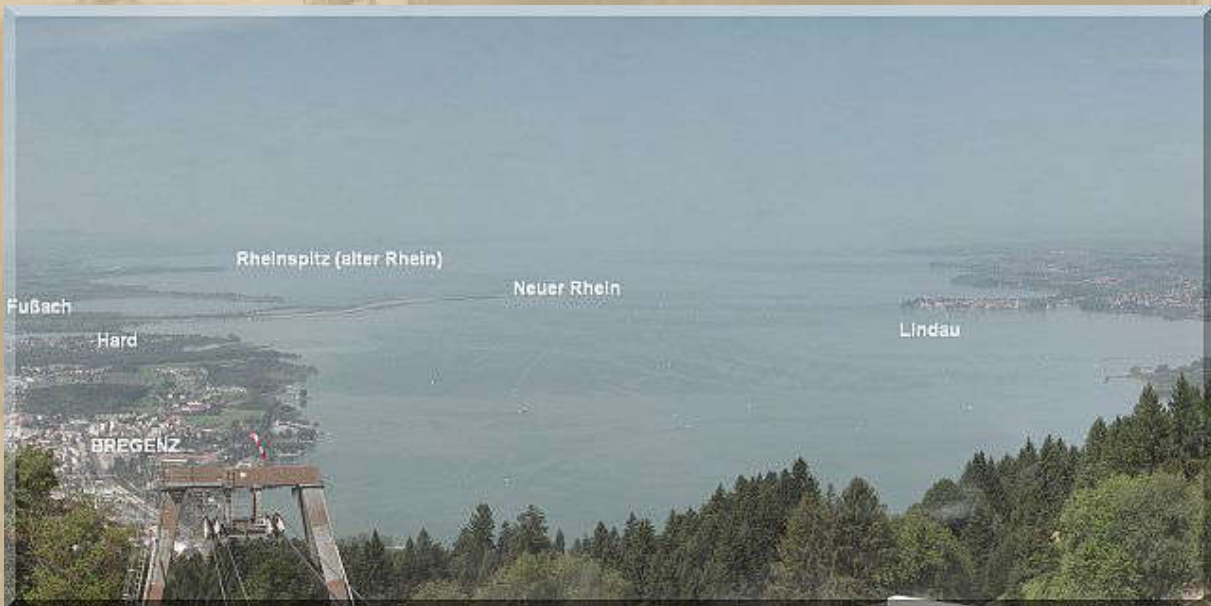 Rheinspitz (alter Rhein)
Neuer Rhein
Fußach
Lindau
Hard
BREGENZ